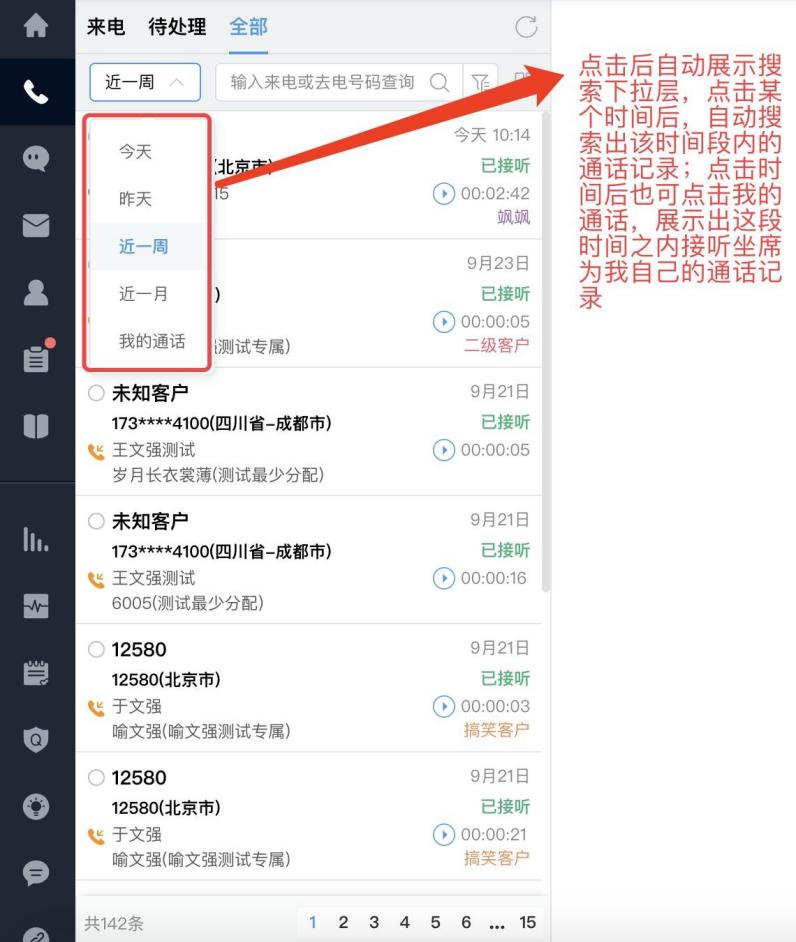 来电 待处理 全部
近一周 输入来电或去电号码查询
今天
昨天
近一周
近一月
我的通话
今天 10:14
(北京市)
已接听
15
00:02:42
飒飒
9月23日
)
已接听
00:00:05
测试专属)
二级客户
未知客户 9月21日
173****4100(四川省-成都市) 已接听
王文强测试 00:00:05
岁月长衣裳薄(测试最少分配)
未知客户 9月21日
173****4100(四川省-成都市) 已接听
王文强测试 00:00:16
6005(测试最少分配)
12580 9月21日
12580(北京市) 已接听
于文强 00:00:03
喻文强(喻文强测试专属) 搞笑客户
12580 9月21日
12580(北京市) 已接听
于文强 00:00:21
喻文强(喻文强测试专属) 搞笑客户
共142条 1 2 3 4 5 6 ... 15
点击后自动展示搜
索下拉层，点击某
个时间后，自动搜
索出该时间段内的
通话记录；点击时
间后也可点击我的
通话，展示出这段
时间之内接听坐席
为我自己的通话记
录